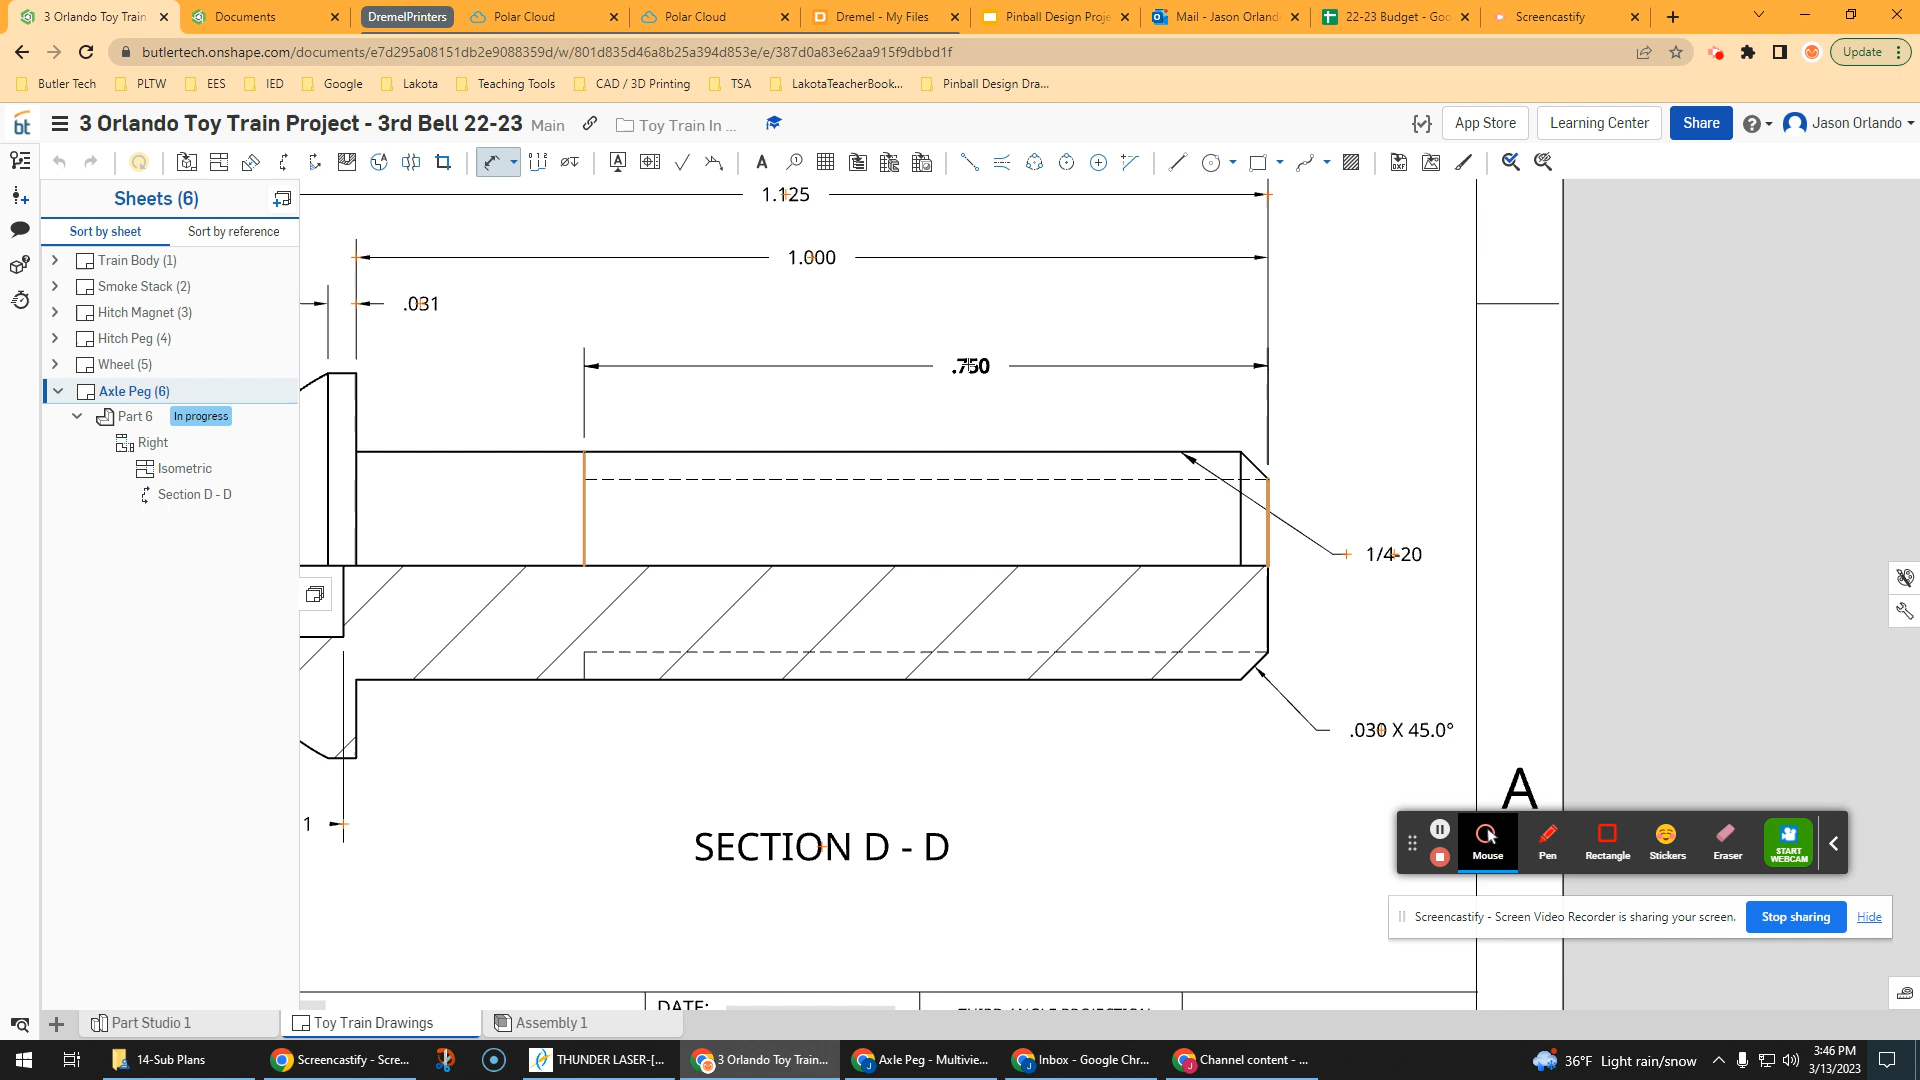 3 Orlando Toy Train
Documents
DremelPrinters
Polar Cloud
Polar Cloud
Dremel - My Files
Pinball Design Proje
Mail - Jason Orland
22-23 Budget - Goo
Screencastify
butlertech.onshape.com/documents/e7d295a08151db2e9088359d/w/801d835d46a8b25a394d853e/e/387d0a83e62aa915f9dbbd1f
Update
Butler Tech
PLTW
EES
IED
Google
Lakota
Teaching Tools
CAD / 3D Printing
TSA
LakotaTeacherBook...
Pinball Design Dra...
bt
3 Orlando Toy Train Project - 3rd Bell 22-23
Main
Toy Train In ...
App Store
Learning Center
Share
Jason Orlando
Sheets (6)
Sort by sheet
Sort by reference
Train Body (1)
Smoke Stack (2)
Hitch Magnet (3)
Hitch Peg (4)
Wheel (5)
Axle Peg (6)
Part 6
In progress
Right
Isometric
Section D - D
1.125
1.000
.031
.750
1/4-20
.030 X 45.0°
1
SECTION D - D
A
Mouse
Pen
Rectangle
Stickers
Eraser
START
WEBCAM
Screencastify - Screen Video Recorder is sharing your screen.
Stop sharing
Hide
DATE:
THIRD ANGLE PROJECTION
Part Studio 1
Toy Train Drawings
Assembly 1
14-Sub Plans
Screencastify - Scre...
THUNDER LASER-[...
3 Orlando Toy Train...
Axle Peg - Multivie...
Inbox - Google Chr...
Channel content - ...
36°F Light rain/snow
3:46 PM
3/13/2023